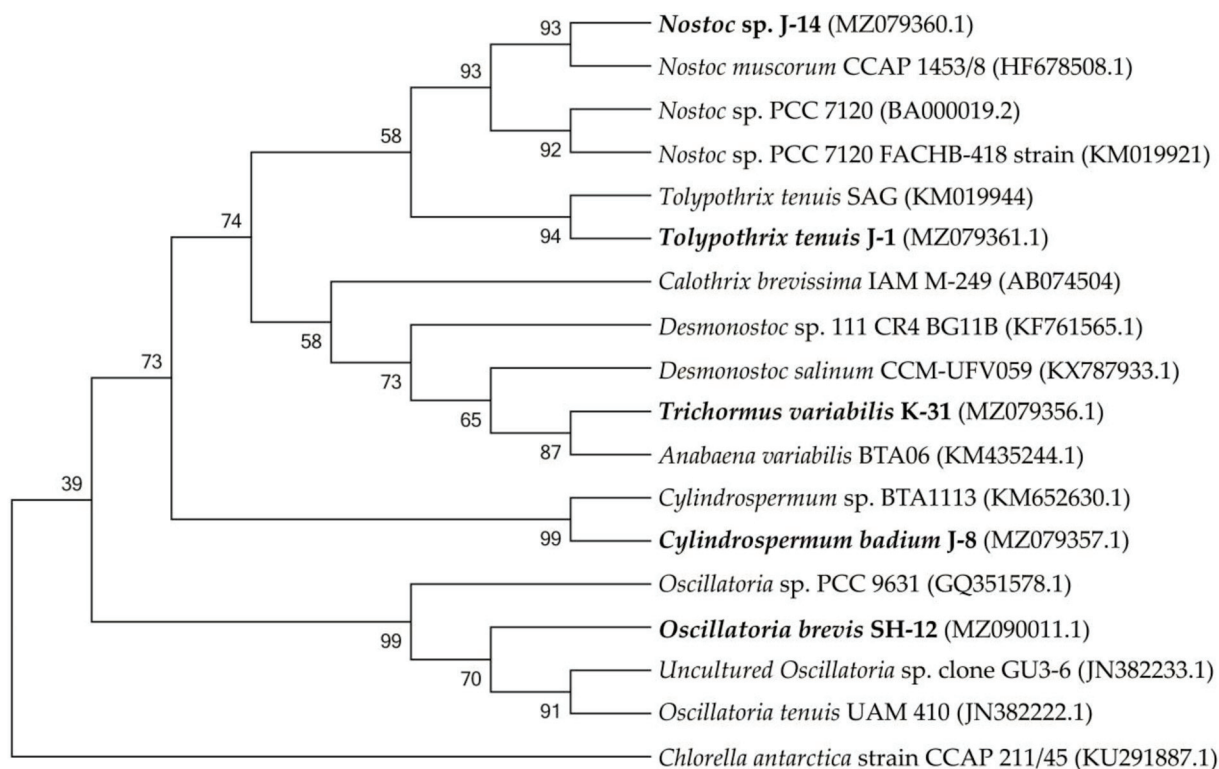 93
Nostoc sp. J-14 (MZ079360.1)
93
Nostoc muscorum CCAP 1453/8 (HF678508.1)
Nostoc sp. PCC 7120 (BA000019.2)
58
92
Nostoc sp. PCC 7120 FACHB-418 strain (KM019921)
Tolypothrix tenuis SAG (KM019944)
74
94
Tolypothrix tenuis J-1 (MZ079361.1)
Calothrix brevissima IAM M-249 (AB074504)
58
Desmonostoc sp. 111 CR4 BG11B (KF761565.1)
73
73
Desmonostoc salinum CCM-UFV059 (KX787933.1)
65
Trichormus variabilis K-31 (MZ079356.1)
87
Anabaena variabilis BTA06 (KM435244.1)
39
Cylindrospermum sp. BTA1113 (KM652630.1)
99
Cylindrospermum badium J-8 (MZ079357.1)
Oscillatoria sp. PCC 9631 (GQ351578.1)
99
Oscillatoria brevis SH-12 (MZ090011.1)
70
Uncultured Oscillatoria sp. clone GU3-6 (JN382233.1)
91
Oscillatoria tenuis UAM 410 (JN382222.1)
Chlorella antarctica strain CCAP 211/45 (KU291887.1)